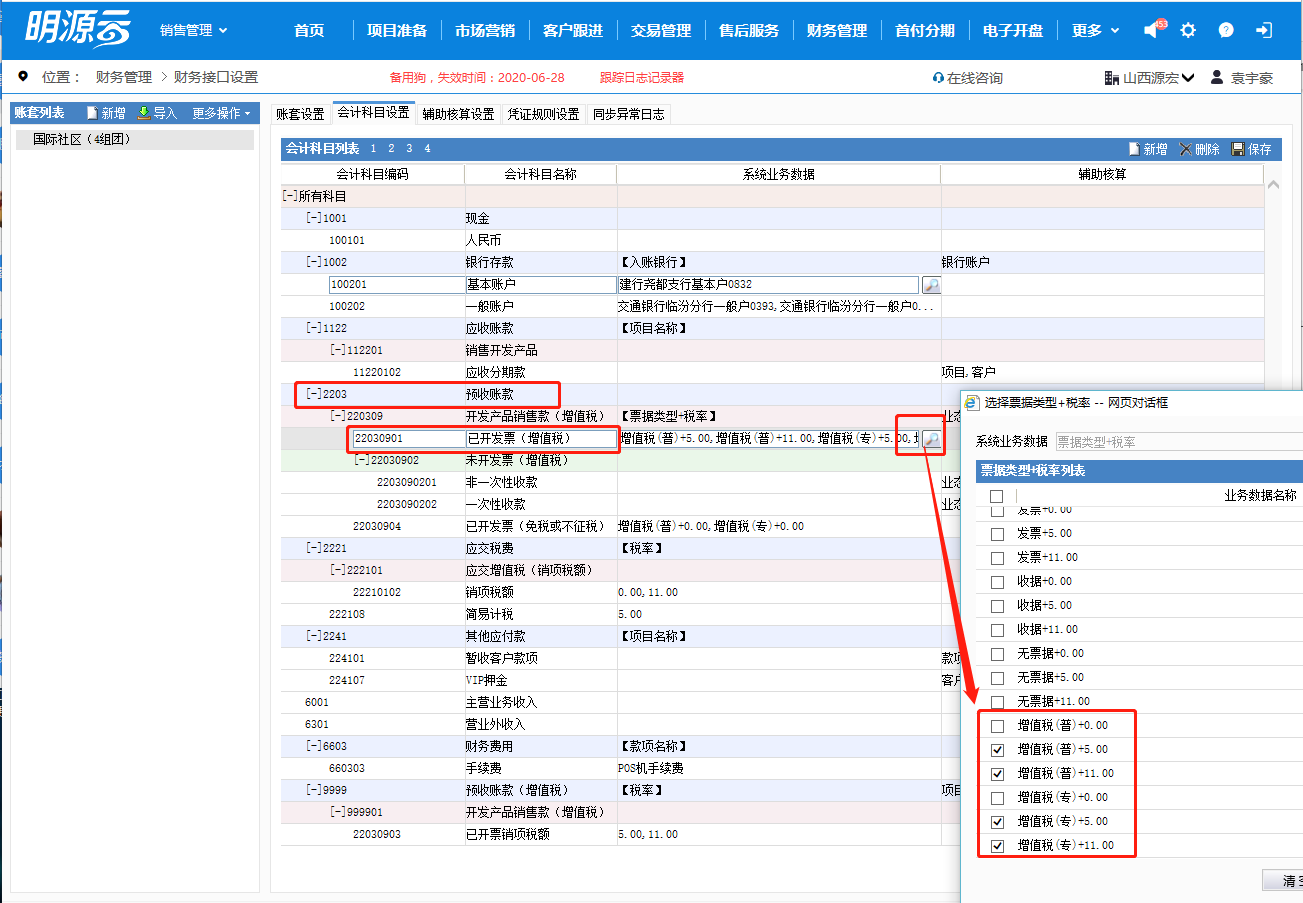 明源云 销售管理 首页 项目准备 市场营销 客户跟进 交易管理 售后服务 财务管理 首付分期 电子开盘 更多 153
位置： 财务管理 > 财务接口设置 备用狗，失效时间：2020-06-28 跟踪日志记录器 在线咨询 山西源宏 袁宇豪
账套列表 新增 导入 更多操作
国际社区（4组团）
账套设置 会计科目设置 辅助核算设置 凭证规则设置 同步异常日志
会计科目列表 1 2 3 4 新增 删除 保存
会计科目编码 会计科目名称 系统业务数据 辅助核算
[-]所有科目
[-]1001 现金
100101 人民币
[-]1002 银行存款 【入账银行】 银行账户
100201 基本账户 建行尧都支行基本户0832
100202 一般账户 交通银行临汾分行一般户0393,交通银行临汾分行一般户0...
[-]1122 应收账款 【项目名称】
[-]112201 销售开发产品
11220102 应收分期款 项目,客户
[-]2203 预收账款
[-]220309 开发产品销售款（增值税） 【票据类型+税率】 业态
22030901 已开发票（增值税） 增值税(普)+5.00,增值税(普)+11.00,增值税(专)+5.00,
[-]22030902 未开发票（增值税）
2203090201 非一次性收款 业态
2203090202 一次性收款 业态
22030904 已开发票（免税或不征税） 增值税(普)+0.00,增值税(专)+0.00
[-]2221 应交税费 【税率】
[-]222101 应交增值税（销项税额）
22210102 销项税额 0.00,11.00
222108 简易计税 5.00
[-]2241 其他应付款 【项目名称】
224101 暂收客户款项 款项
224107 VIP押金 客户
6001 主营业务收入
6301 营业外收入
[-]6603 财务费用 【款项名称】
660303 手续费 POS机手续费
[-]9999 预收账款（增值税） 【税率】 项目
[-]999901 开发产品销售款（增值税）
22030903 已开票销项税额 5.00,11.00
选择票据类型+税率 -- 网页对话框
系统业务数据 票据类型+税率
票据类型+税率列表
业务数据名称
发票+0.00
发票+5.00
发票+11.00
收据+0.00
收据+5.00
收据+11.00
无票据+0.00
无票据+5.00
无票据+11.00
增值税(普)+0.00
增值税(普)+5.00
增值税(普)+11.00
增值税(专)+0.00
增值税(专)+5.00
增值税(专)+11.00
清空